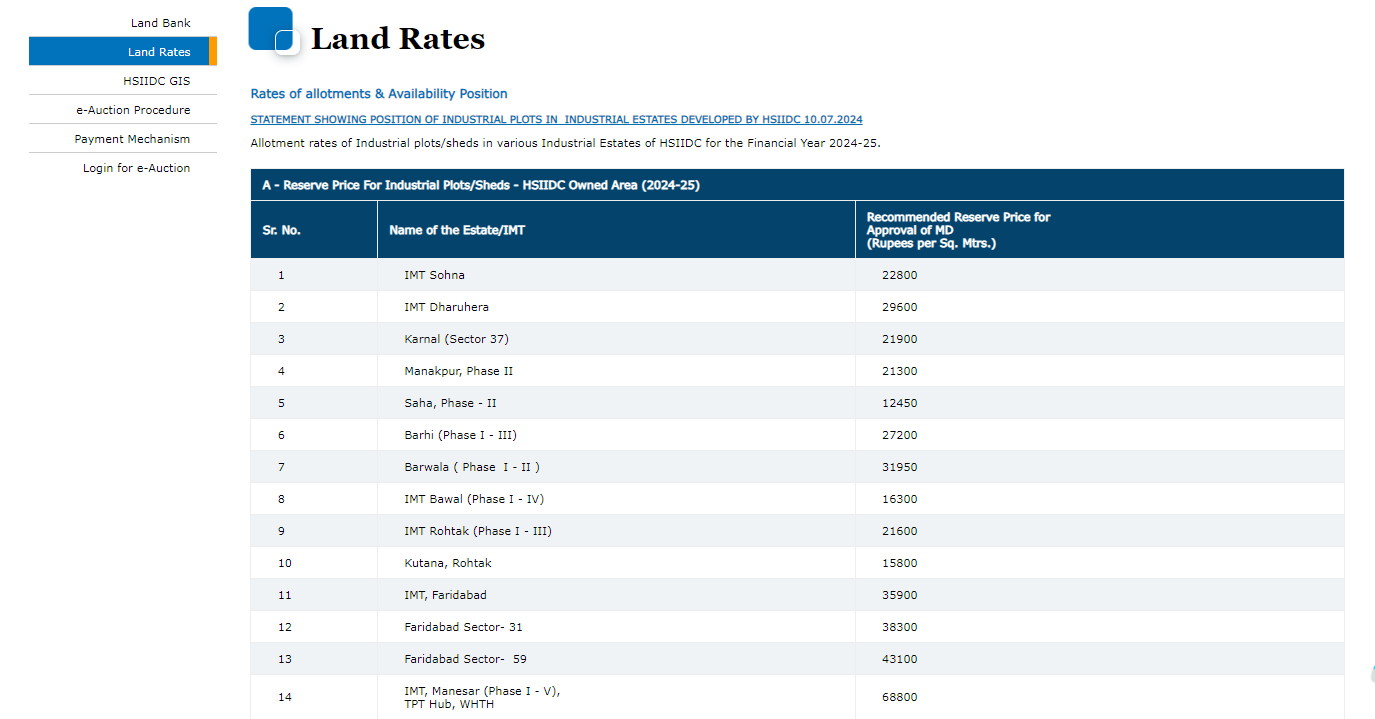 Land Bank
Land Rates
HSIIDC GIS
e-Auction Procedure
Payment Mechanism
Login for e-Auction
Land Rates
Rates of allotments & Availability Position
STATEMENT SHOWING POSITION OF INDUSTRIAL PLOTS IN  INDUSTRIAL ESTATES DEVELOPED BY HSIIDC 10.07.2024
Allotment rates of Industrial plots/sheds in various Industrial Estates of HSIIDC for the Financial Year 2024-25.
A - Reserve Price For Industrial Plots/Sheds - HSIIDC Owned Area (2024-25)
Sr. No. Name of the Estate/IMT Recommended Reserve Price for
Approval of MD
(Rupees per Sq. Mtrs.)
1 IMT Sohna 22800
2 IMT Dharuhera 29600
3 Karnal (Sector 37) 21900
4 Manakpur, Phase II 21300
5 Saha, Phase - II 12450
6 Barhi (Phase I - III) 27200
7 Barwala ( Phase  I - II ) 31950
8 IMT Bawal (Phase I - IV) 16300
9 IMT Rohtak (Phase I - III) 21600
10 Kutana, Rohtak 15800
11 IMT, Faridabad 35900
12 Faridabad Sector- 31 38300
13 Faridabad Sector-  59 43100
14 IMT, Manesar (Phase I - V), 68800
TPT Hub, WHTH